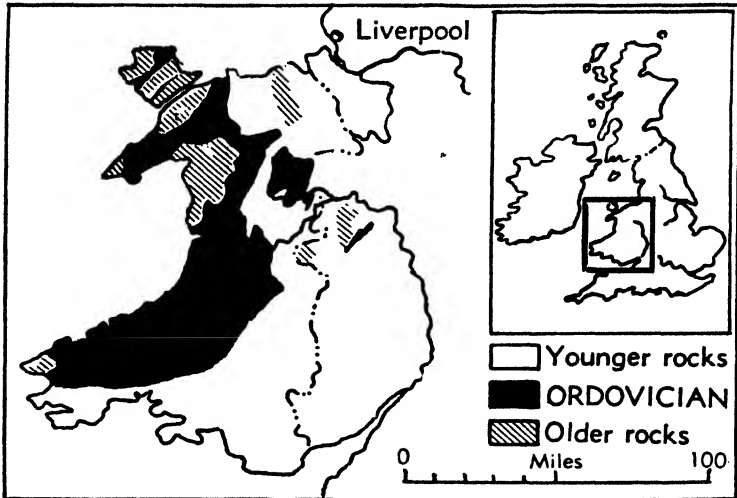 Liverpool
Younger rocks
ORDOVICIAN
Older rocks
0 Miles 100